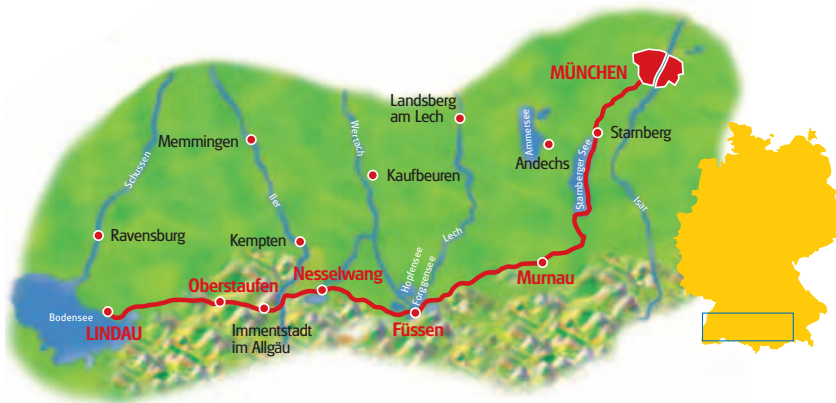 MÜNCHEN
Landsberg
am Lech
Starnberg
Ammersee
Andechs
Starnberger See
Isar
Memmingen
Wertach
Kaufbeuren
Schussen
Iller
Ravensburg
Kempten
Lech
Hopfensee
Forggensee
Murnau
Nesselwang
Oberstaufen
Bodensee
LINDAU
Immentstadt
im Allgäu
Füssen